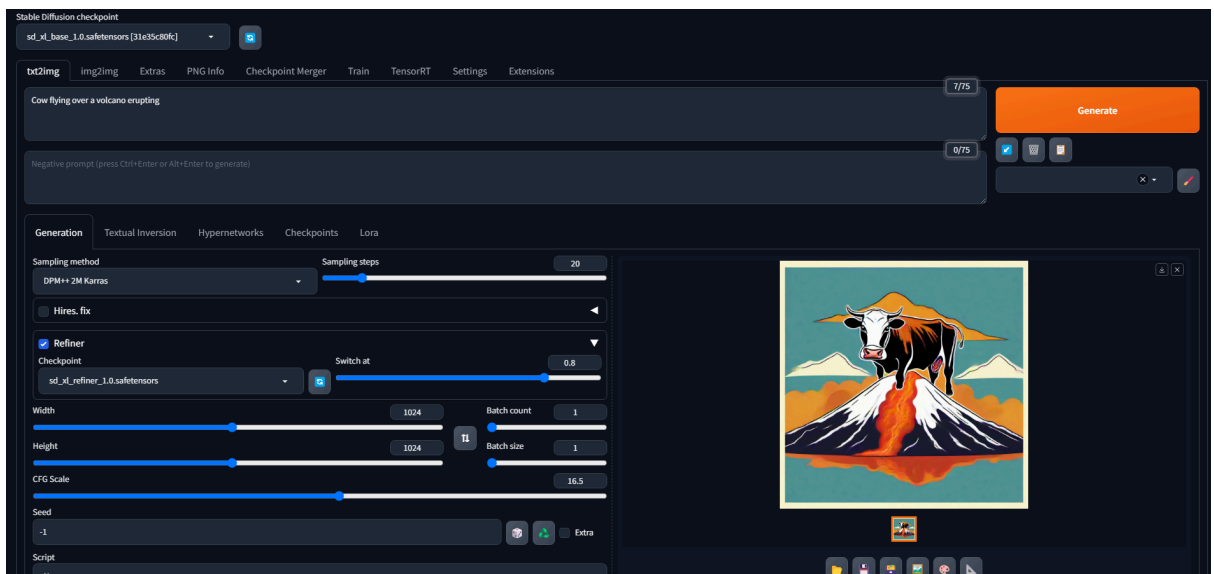 Stable Diffusion checkpoint
sd_xl_base_1.0.safetensors [31e35c80fc]
txt2img img2img Extras PNG Info Checkpoint Merger Train TensorRT Settings Extensions
7/75
Cow flying over a volcano erupting
Generate
0/75
Negative prompt (press Ctrl+Enter or Alt+Enter to generate)
Generation Textual Inversion Hypernetworks Checkpoints Lora
Sampling method Sampling steps 20
DPM++ 2M Karras
Hires. fix
Refiner
Checkpoint Switch at 0.8
sd_xl_refiner_1.0.safetensors
Width 1024 Batch count 1
Height 1024 Batch size 1
CFG Scale 16.5
Seed
-1 Extra
Script